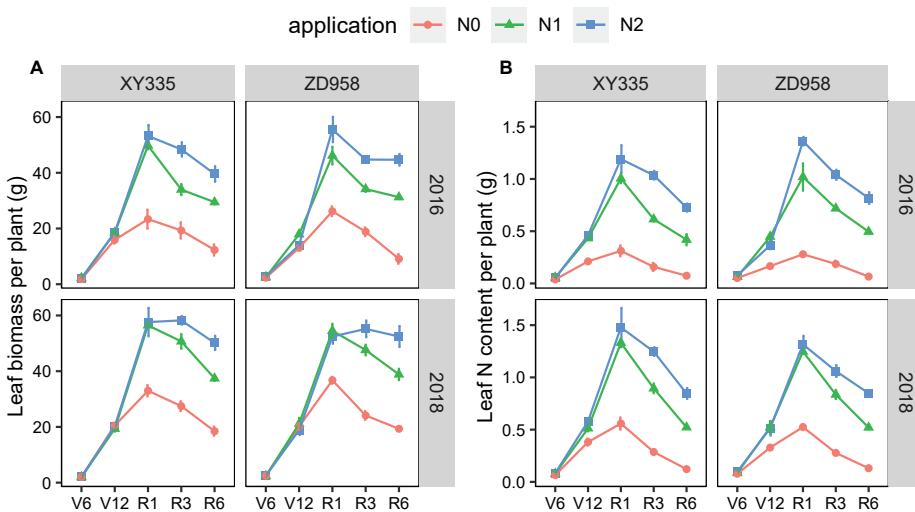 application N0 N1 N2
A
XY335 ZD958
B
XY335 ZD958
Leaf biomass per plant (g)
60
40
20
0
2016
60
40
20
0
2018
V6 V12 R1 R3 R6 V6 V12 R1 R3 R6
Leaf N content per plant (g)
1.5
1.0
0.5
0.0
2016
1.5
1.0
0.5
0.0
2018
V6 V12 R1 R3 R6 V6 V12 R1 R3 R6